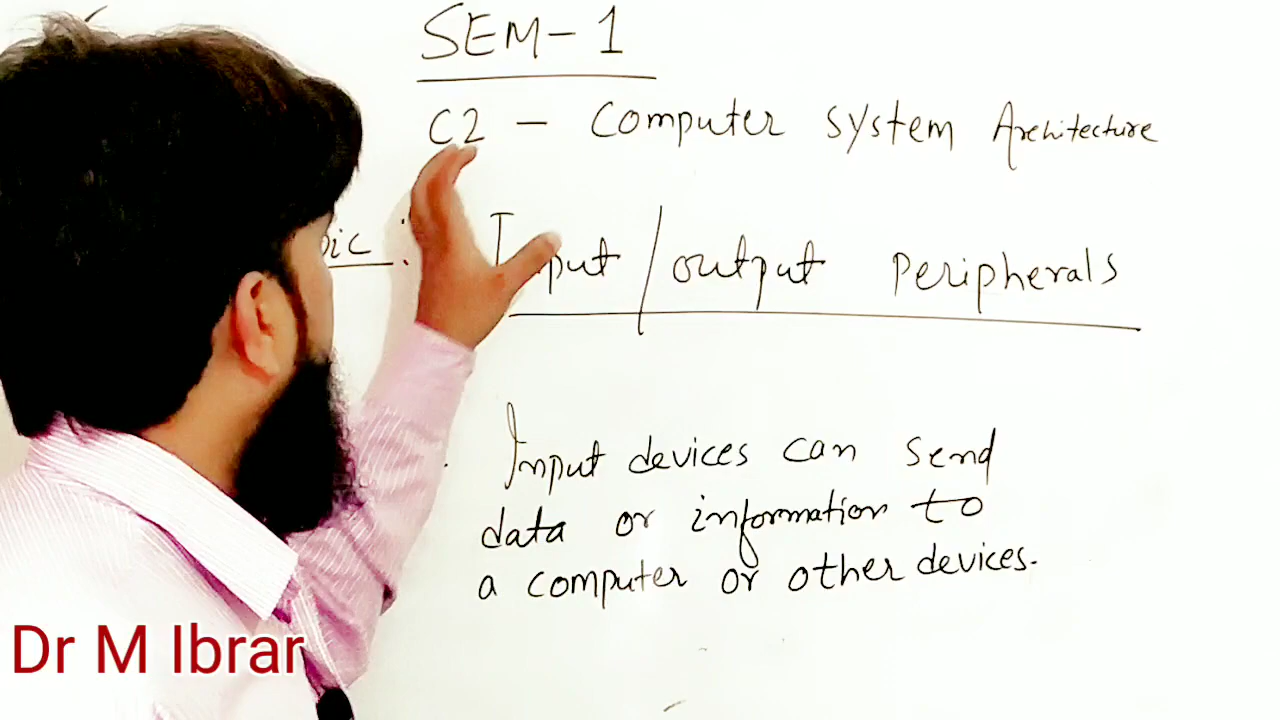 SEM-1
C2 - Computer system Architecture
: Input / output Peripherals
Input devices can send
data or information to
a computer or other devices.
Dr M Ibrar